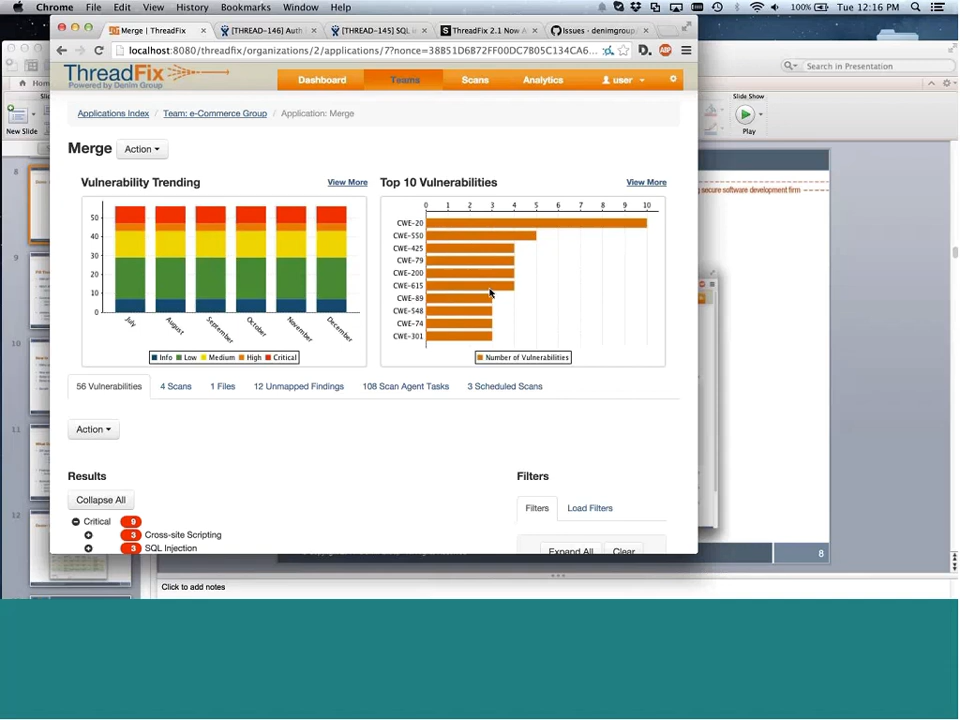 Chrome File Edit View History Bookmarks Window Help 100% Tue 12:16 PM
Merge | ThreadFix × [THREAD-146] Auth × [THREAD-145] SQL × ThreadFix 2.1 Now × Issues · denimgroup ×
localhost:8080/threadfix/organizations/2/applications/7?nonce=38B51D6B72FF00DC7B05C134CA6...
Search in Presentation
ThreadFix
Powered by Denim Group
Dashboard Teams Scans Analytics user
Slide Show
New Slide
Play
Applications Index / Team: e-Commerce Group / Application: Merge
Merge Action
8
9
10
11
12
g secure software development firm
Vulnerability Trending View More
50
40
30
20
10
0
July August September October November December
Info Low Medium High Critical
Top 10 Vulnerabilities View More
0 1 2 3 4 5 6 7 8 9 10
CWE-20
CWE-550
CWE-425
CWE-79
CWE-200
CWE-615
CWE-89
CWE-548
CWE-74
CWE-301
Number of Vulnerabilities
56 Vulnerabilities 4 Scans 1 Files 12 Unmapped Findings 108 Scan Agent Tasks 3 Scheduled Scans
Action
Results
Filters
Collapse All
Filters Load Filters
Critical 9
3 Cross-site Scripting
3 SQL Injection
Expand All Clear
8
Click to add notes